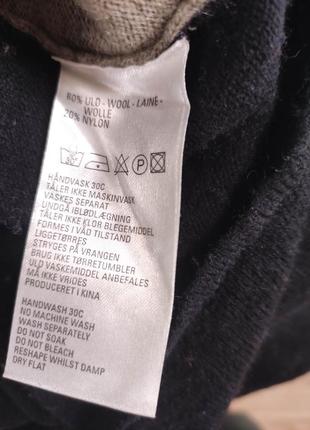 80% ULD - WOOL - LAINE -
WOLLE
20% NYLON
P
HÅNDVASK 30C
TÅLER IKKE MASKINVASK
VASKES SEPARAT
UNDGÅ IBLØDLÆGNING
TÅLER IKKE KLOR BLEGEMIDDEL
FORMES I VÅD TILSTAND
LIGGETØRRES
STRYGES PÅ VRANGEN
BRUG IKKE TØRRETUMBLER
ULD VASKEMIDDEL ANBEFALES
MÅ IKKE VRIDES
PRODUCERET I KINA
HANDWASH 30C
NO MACHINE WASH
WASH SEPARATELY
DO NOT SOAK
DO NOT BLEACH
RESHAPE WHILST DAMP
DRY FLAT